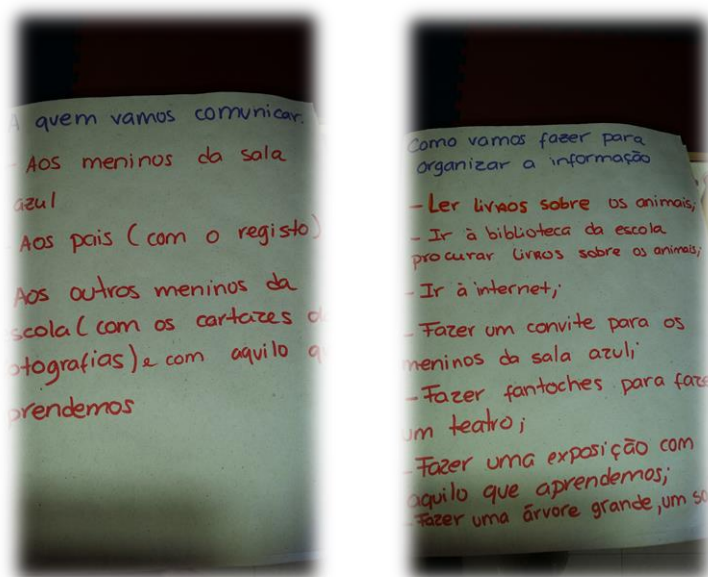 A quem vamos comunicar.
- Aos meninos da sala
azul
Aos pais (com o registo)
Aos outros meninos da
scola (com os cartazes
otografias) e com aquilo q
prendemos
Como vamos fazer para
organizar a informação
- Ler livros sobre os animais;
- Ir à biblioteca da escola
procurar livros sobre os animais;
- Ir à internet;
- Fazer um convite para os
meninos da sala azul;
- Fazer fantoches para faze
um teatro;
- Fazer uma exposição com
aquilo que aprendemos;
- Fazer uma árvore grande, um so